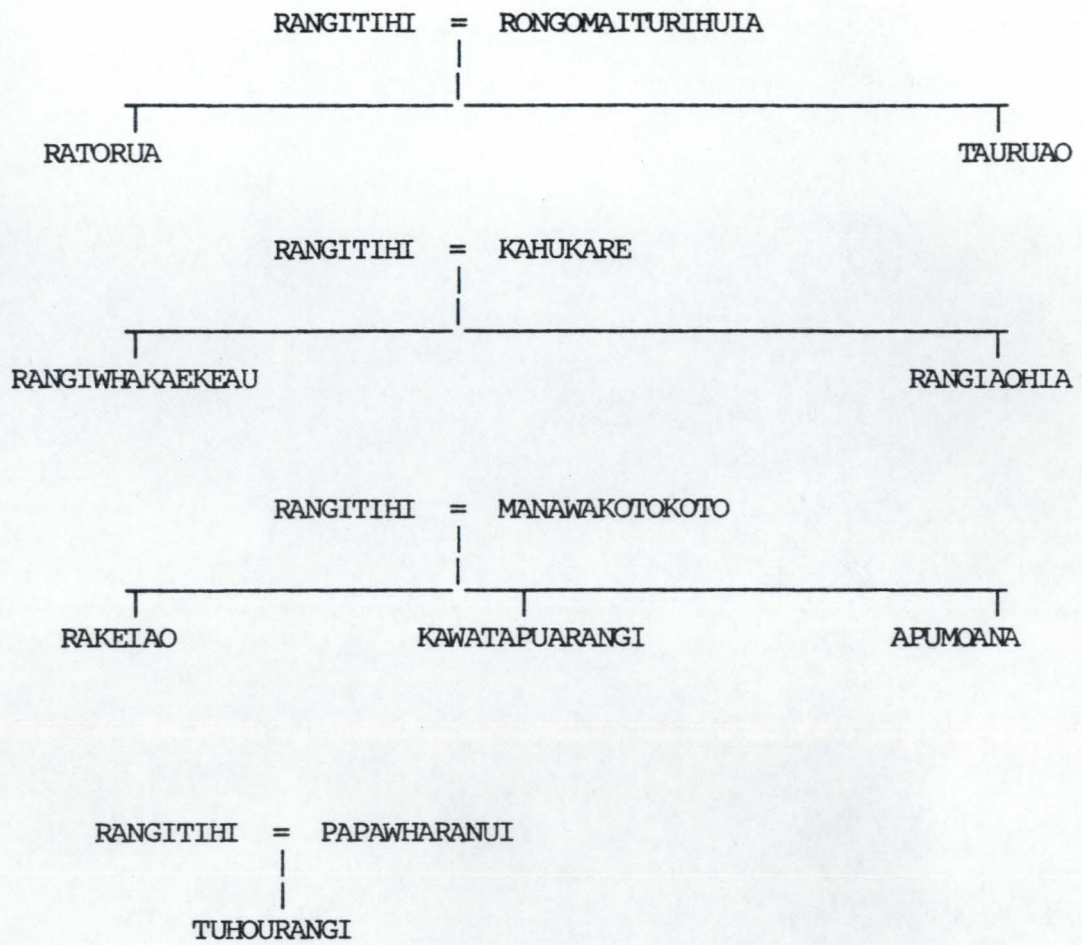 RANGITIHI = RONGOMAITURIHUIA
RATORUA TAURUAO
RANGITIHI = KAHUKARE
RANGIWHAKAEKEAU RANGIAOHIA
RANGITIHI = MANAWAKOTOKOTO
RAKEIAO KAWATAPUARANGI APUMOANA
RANGITIHI = PAPAWHARANUI
TUHOURANGI